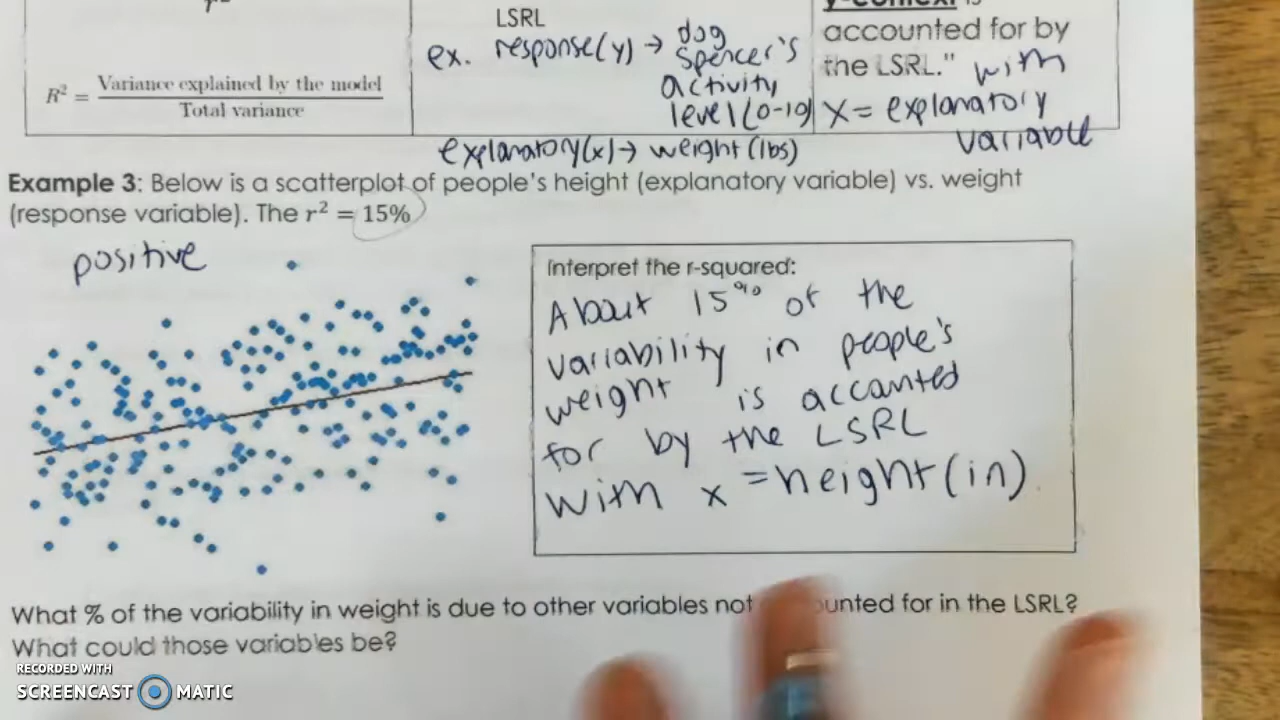 LSRL
ex. response(y) → dog
Spencer's
activity
level (0-10)
explanatory(x) → weight (lbs)
R² = Variance explained by the model
Total variance
y-context is
accounted for by
the LSRL." with
x = explanatory
variable
Example 3: Below is a scatterplot of people's height (explanatory variable) vs. weight
(response variable). The r² = 15%
positive
Interpret the r-squared:
About 15% of the
variability in people's
weight is accounted
for by the LSRL
with x = height (in)
What % of the variability in weight is due to other variables not unted for in the LSRL?
What could those variables be?
RECORDED WITH
SCREENCAST MATIC